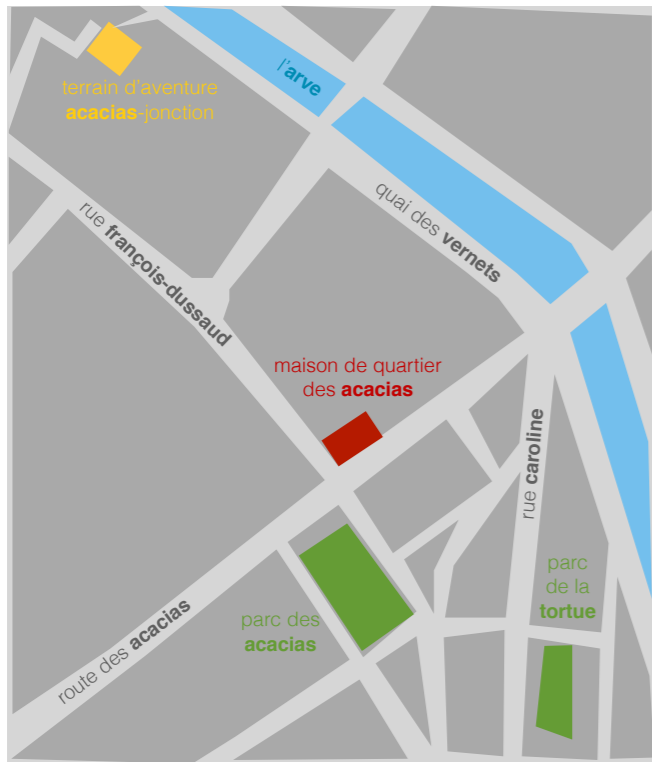 l'arve
terrain d'aventure
acacias-jonction
quai des vernets
rue françois-dussaud
maison de quartier
des acacias
rue caroline
parc
de la
tortue
parc des
acacias
route des acacias